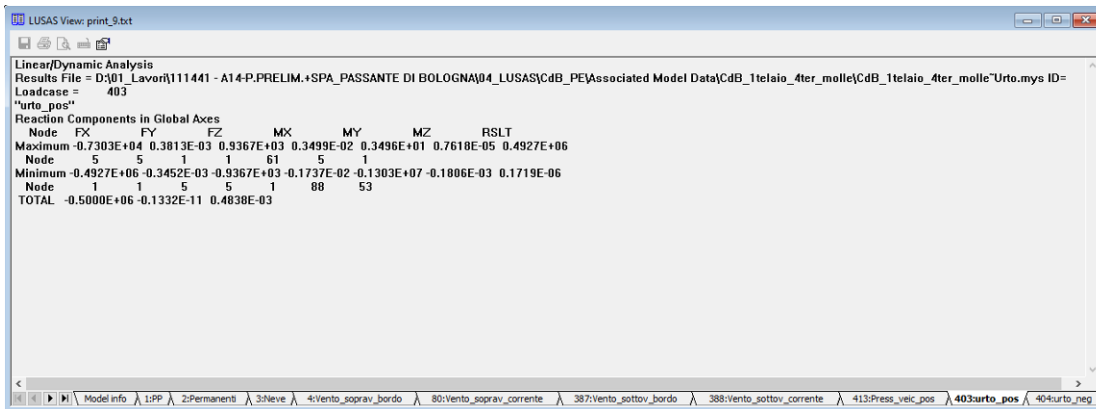 LUSAS View: print_9.txt
Linear/Dynamic Analysis
Results File = D:\01_Lavori\111441 - A14-P.PRELIM.+SPA_PASSANTE DI BOLOGNA\04_LUSAS\CdB_PE\Associated Model Data\CdB_1telaio_4ter_molle\CdB_1telaio_4ter_molle~Urto.mys ID=
Loadcase = 403
"urto_pos"
Reaction Components in Global Axes
Node FX FY FZ MX MY MZ RSLT
Maximum -0.7303E+04 0.3813E-03 0.9367E+03 0.3499E-02 0.3496E+01 0.7618E-05 0.4927E+06
Node 5 5 1 1 61 5 1
Minimum -0.4927E+06 -0.3452E-03 -0.9367E+03 -0.1737E-02 -0.1303E+07 -0.1806E-03 0.1719E-06
Node 1 1 5 5 1 88 53
TOTAL -0.5000E+06 -0.1332E-11 0.4838E-03
Model info 1:PP 2:Permanenti 3:Neve 4:Vento_soprav_bordo 80:Vento_soprav_corrente 387:Vento_sottov_bordo 388:Vento_sottov_corrente 413:Press_veic_pos 403:urto_pos 404:urto_neg